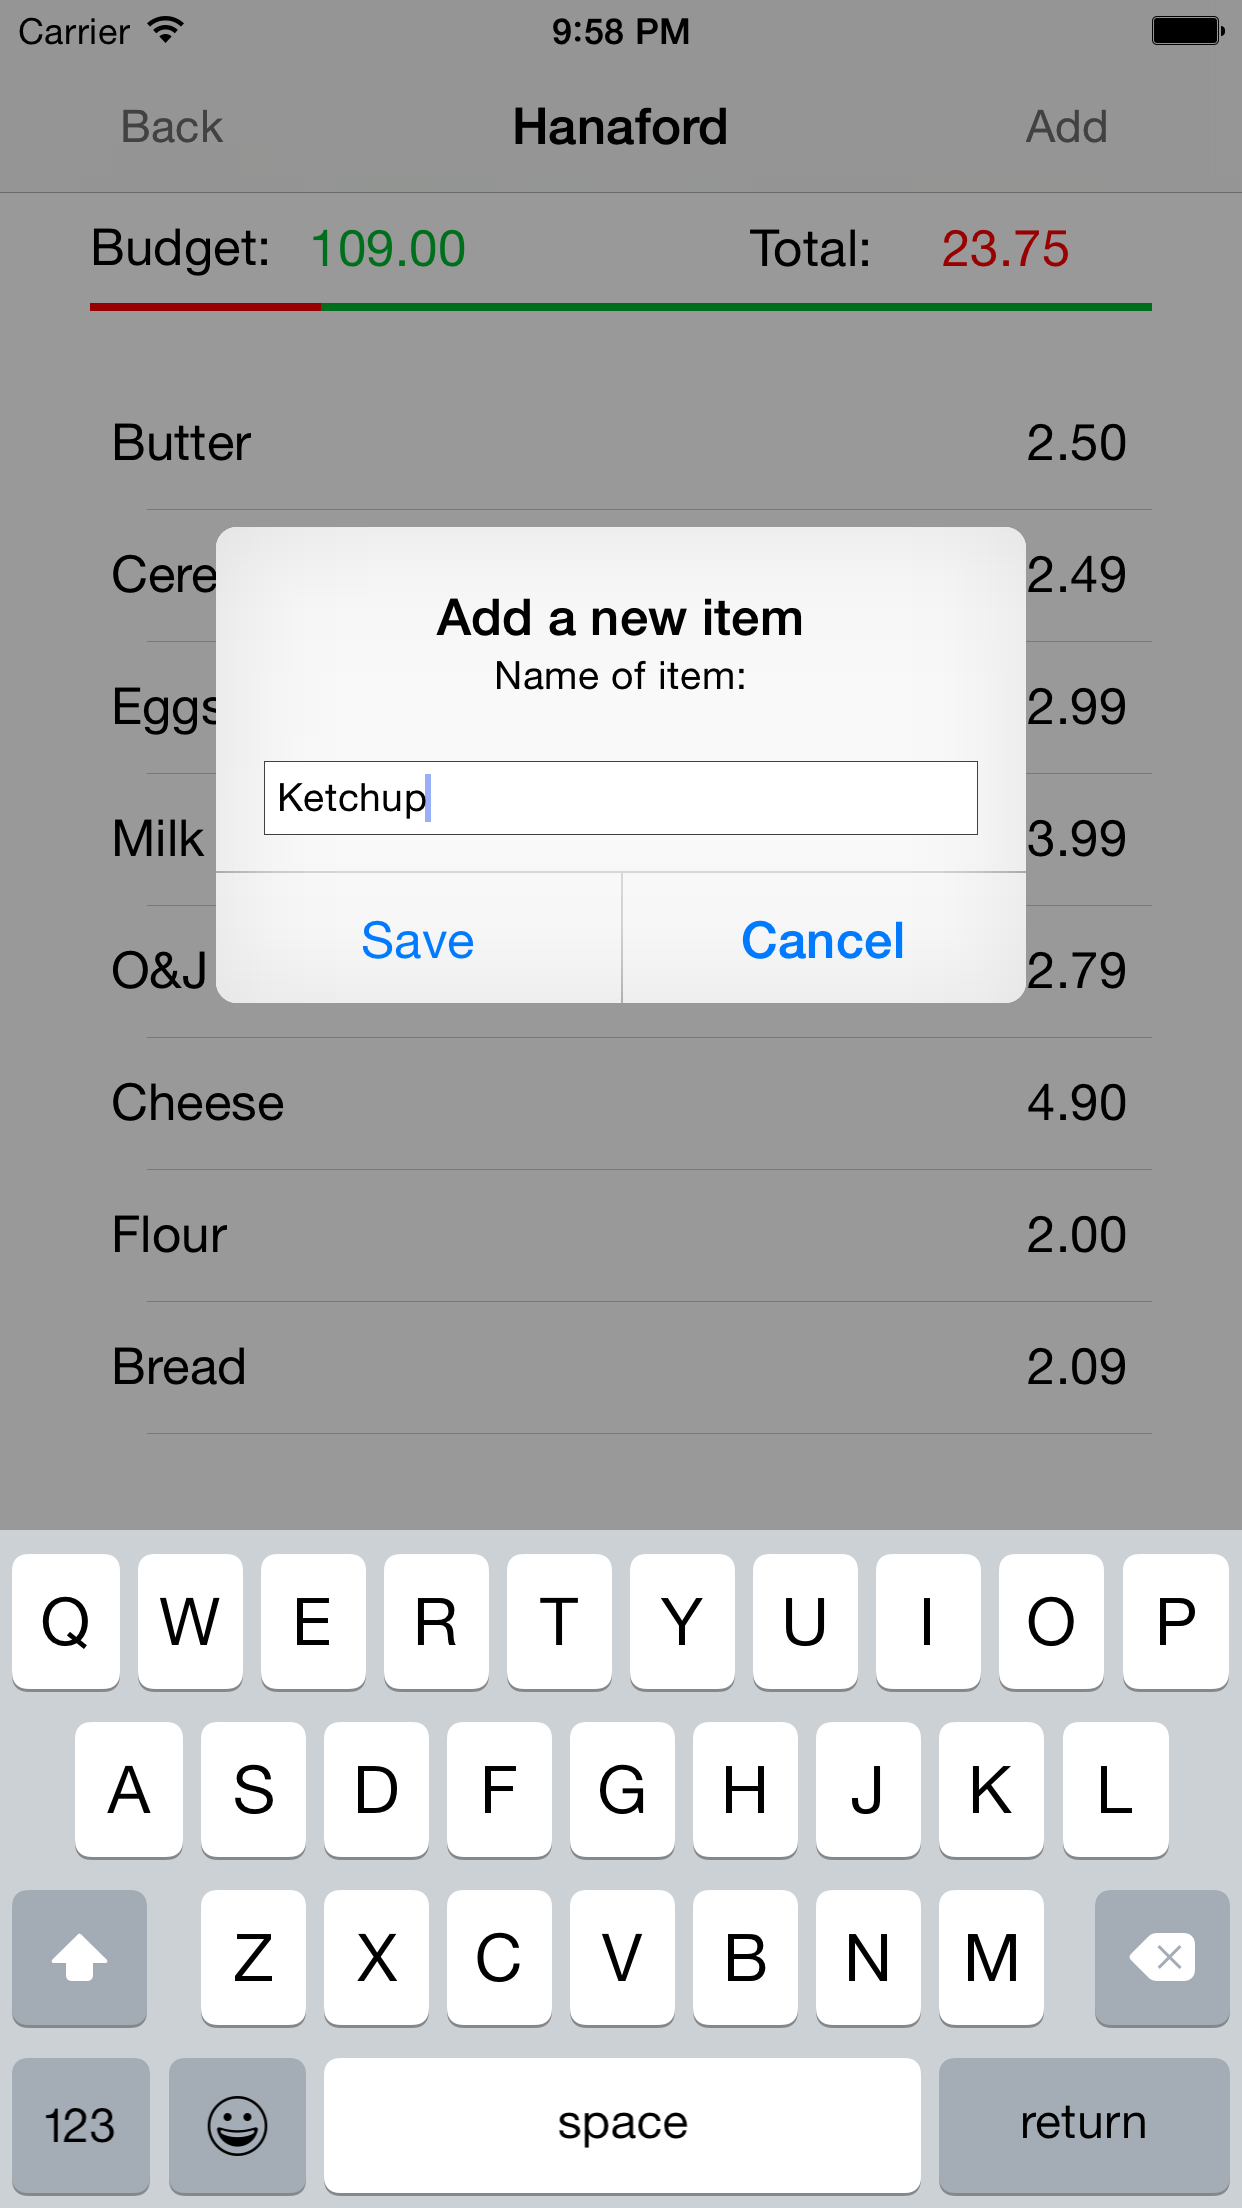 Carrier 9:58 PM
Back Hanaford Add
Budget: 109.00 Total: 23.75
Butter 2.50
Cere 2.49
Add a new item
Name of item:
Eggs 2.99
Ketchup
Milk 3.99
Save Cancel
O&J 2.79
Cheese 4.90
Flour 2.00
Bread 2.09
Q W E R T Y U I O P
A S D F G H J K L
Z X C V B N M
123 space return